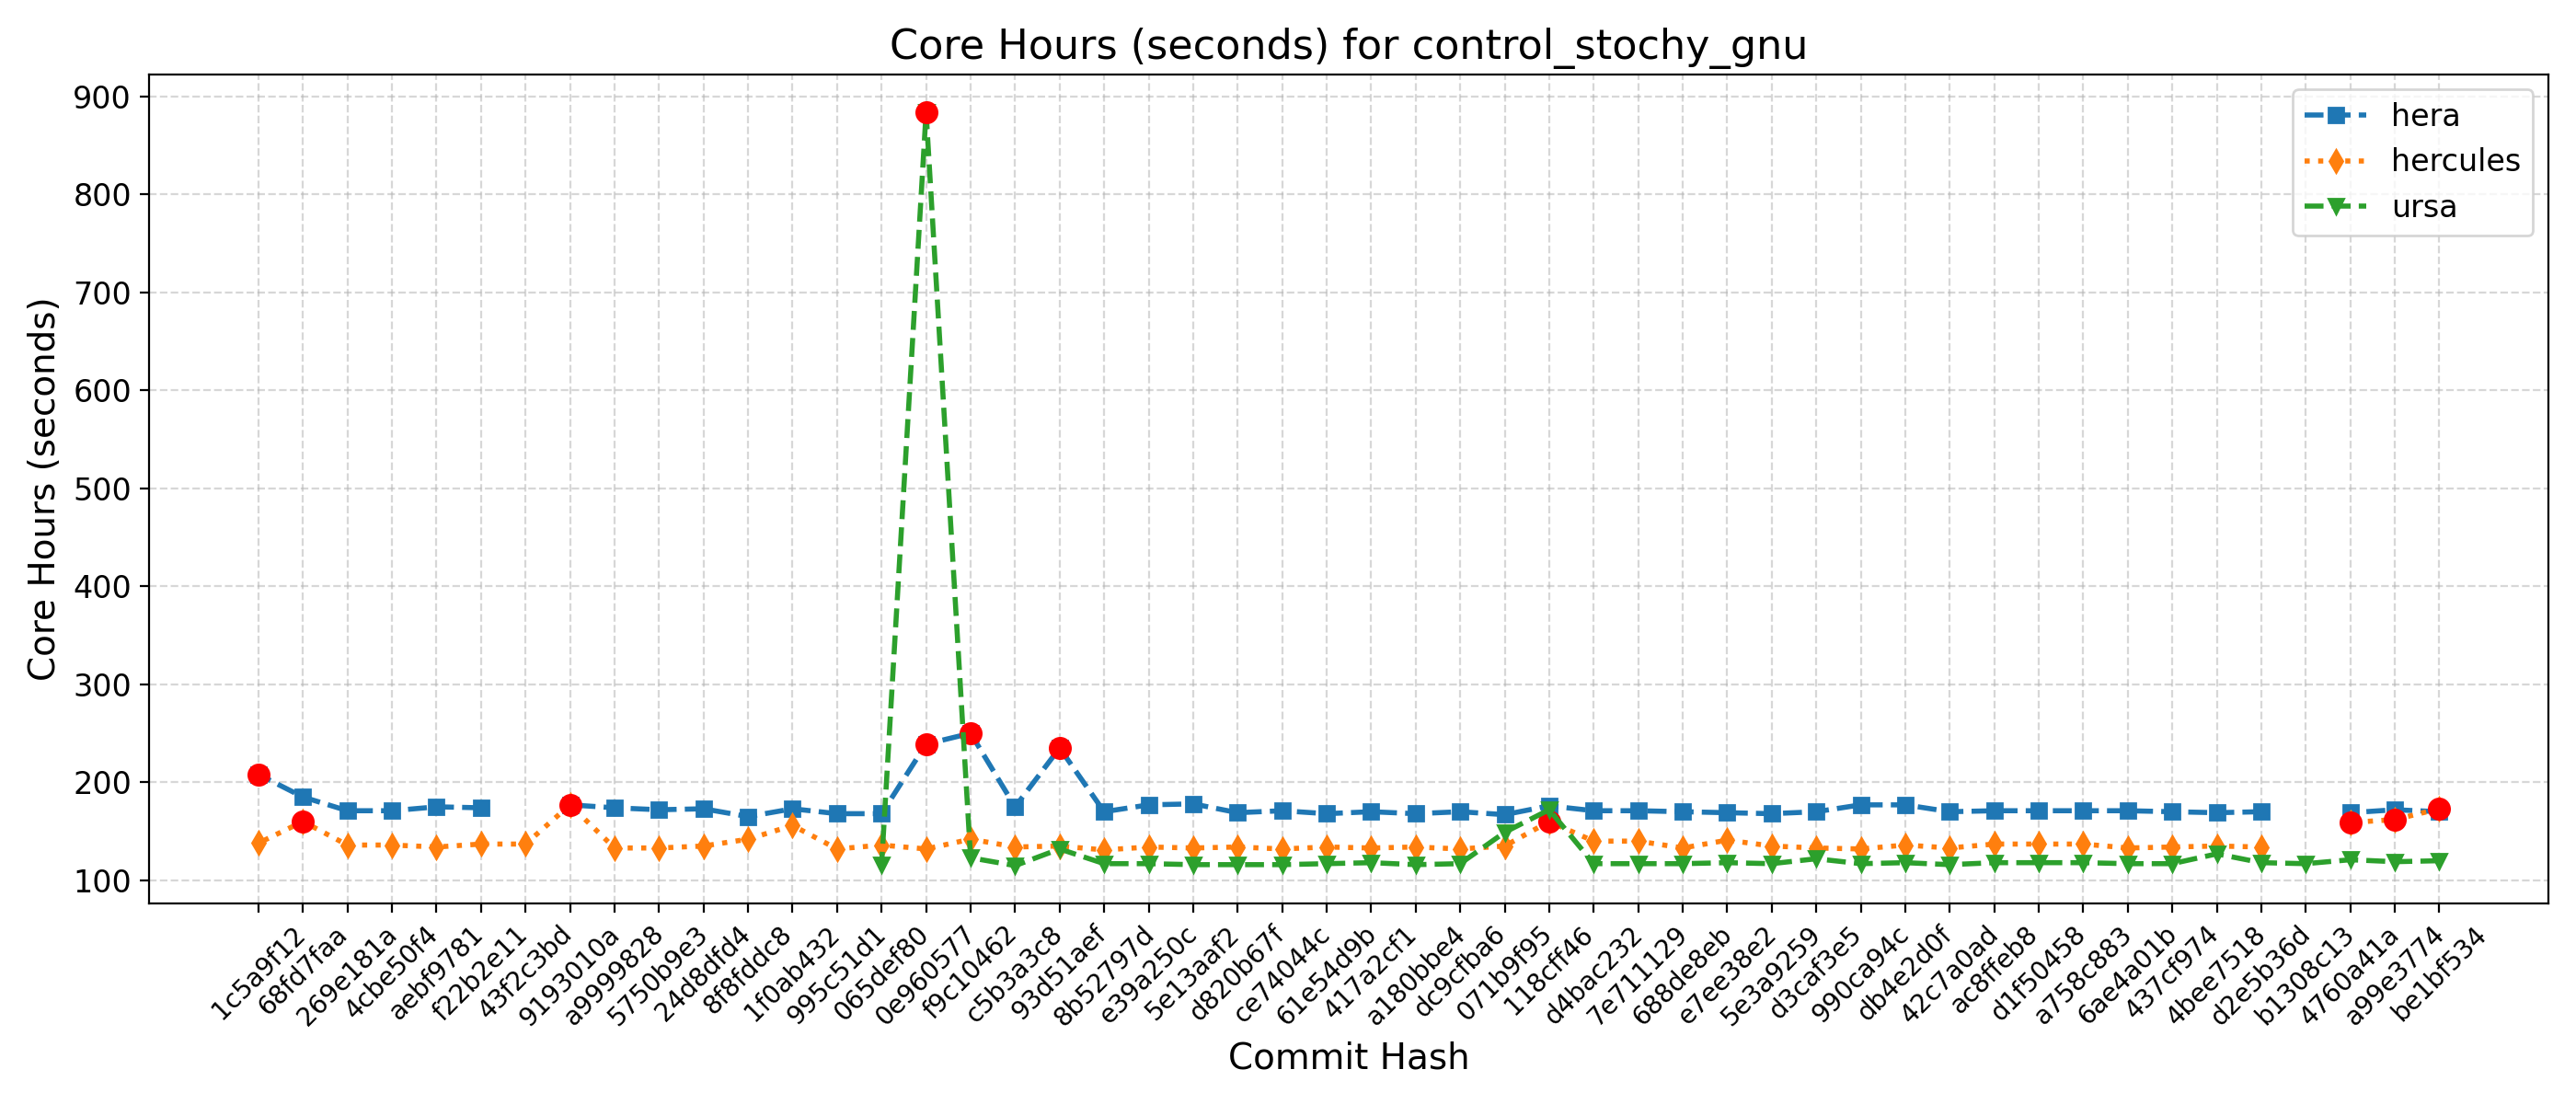 Core Hours (seconds) for control_stochy_gnu
Core Hours (seconds)
900
800
700
600
500
400
300
200
100
hera
hercules
ursa
1c5a9f12
68fd7faa
269e181a
4cbe50f4
aebf9781
f22b2e11
43f2c3bd
9193010a
a9999828
5750b9e3
24d8dfd4
8f8fddc8
1f0ab432
995c51d1
065def80
0e960577
f9c10462
c5b3a3c8
93d51aef
8b52797d
e39a250c
5e13aaf2
d820b67f
ce74044c
61e54d9b
417a2cf1
a180bbe4
dc9cfba6
071b9f95
118cff46
d4bac232
7e711129
688de8eb
e7ee38e2
5e3a9259
d3caf3e5
990ca94c
db4e2d0f
42c7a0ad
ac8ffeb8
d1f50458
a758c883
6ae4a01b
437cf974
4bee7518
d2e5b36d
b1308c13
4760a41a
a99e3774
be1bf534
Commit Hash